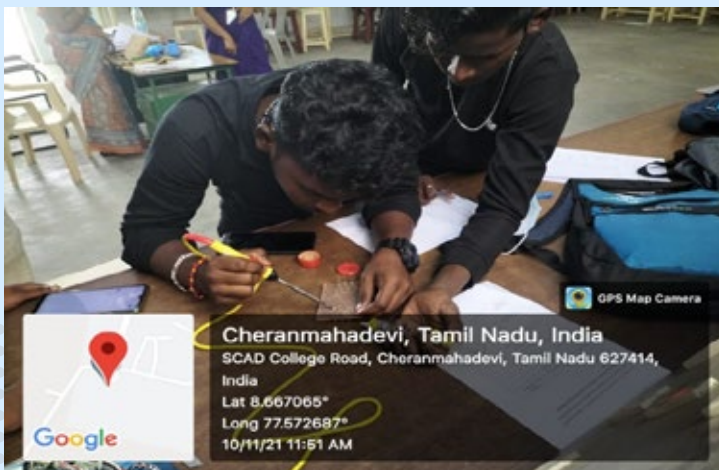 GPS Map Camera
Cheranmahadevi, Tamil Nadu, India
SCAD College Road, Cheranmahadevi, Tamil Nadu 627414,
India
Lat 8.667065°
Long 77.572687°
10/11/21 11:51 AM
Google